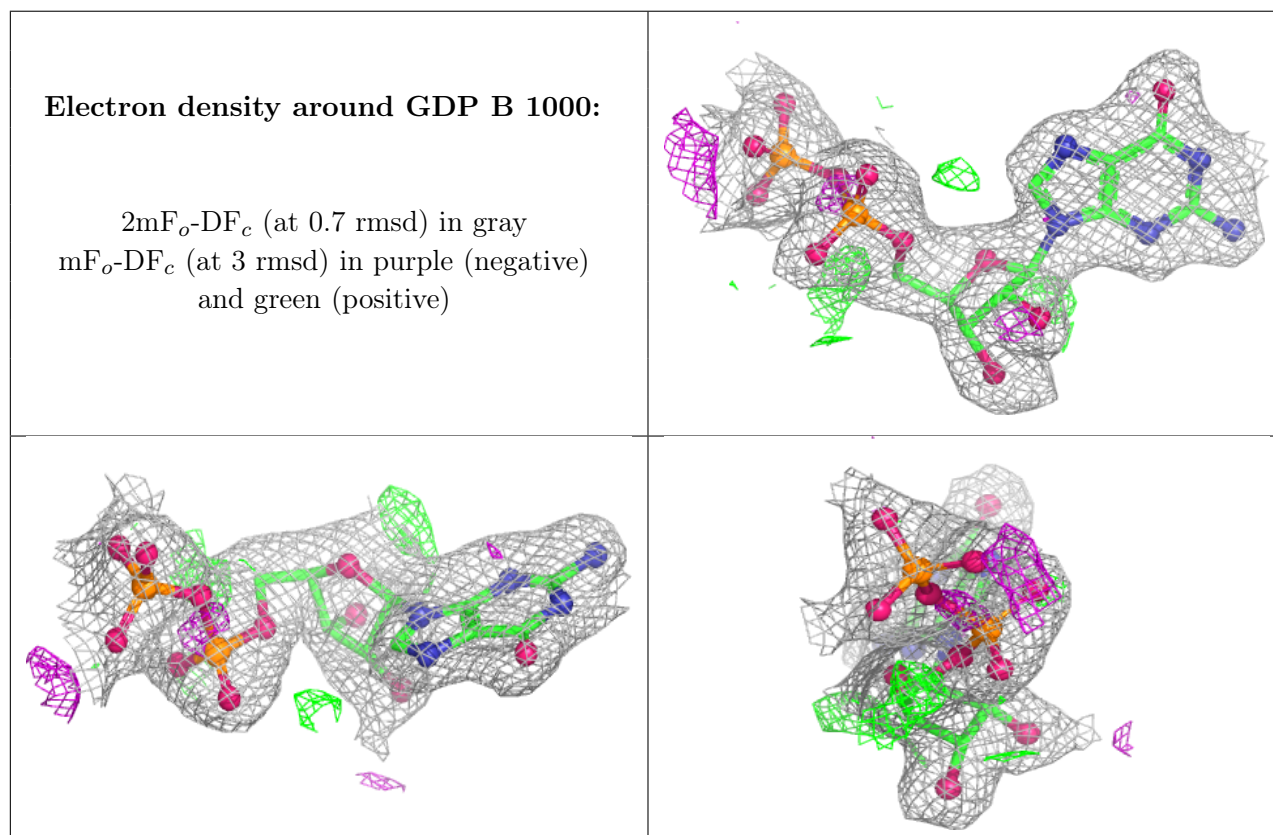 Electron density around GDP B 1000:
2mFₒ-DF𝒸 (at 0.7 rmsd) in gray
mFₒ-DF𝒸 (at 3 rmsd) in purple (negative)
and green (positive)